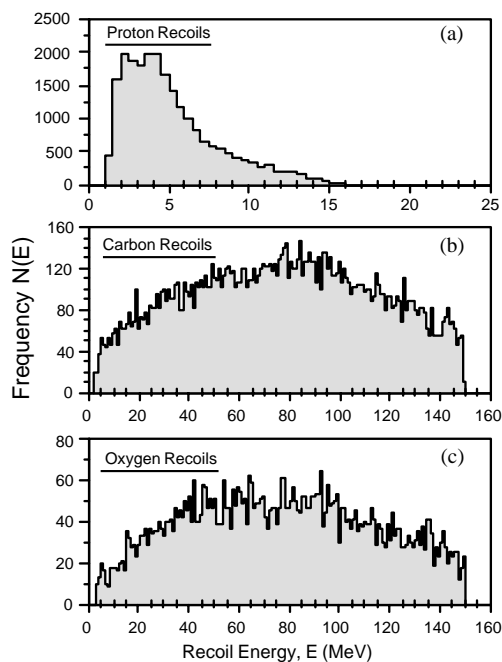 Proton Recoils
(a)
2500
2000
1500
1000
500
0
0 5 10 15 20 25
Carbon Recoils
(b)
160
120
80
40
0
0 20 40 60 80 100 120 140 160
Oxygen Recoils
(c)
80
60
40
20
0
0 20 40 60 80 100 120 140 160
Frequency N(E)
Recoil Energy, E (MeV)